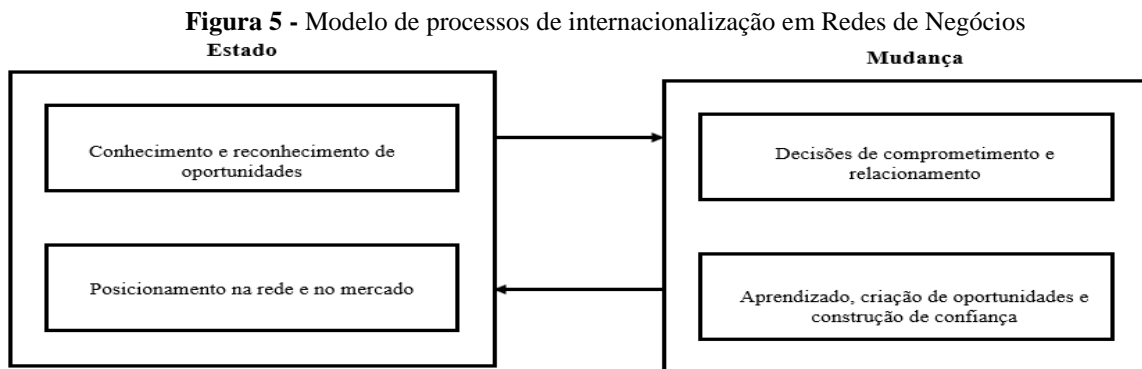 Figura 5 - Modelo de processos de internacionalização em Redes de Negócios
Estado
Conhecimento e reconhecimento de
oportunidades
Posicionamento na rede e no mercado
Mudança
Decisões de comprometimento e
relacionamento
Aprendizado, criação de oportunidades e
construção de confiança